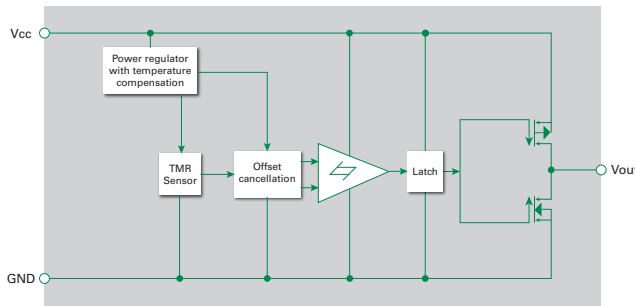 Vcc
Power regulator
with temperature
compensation
TMR
Sensor
Offset
cancellation
Latch
Vout
GND